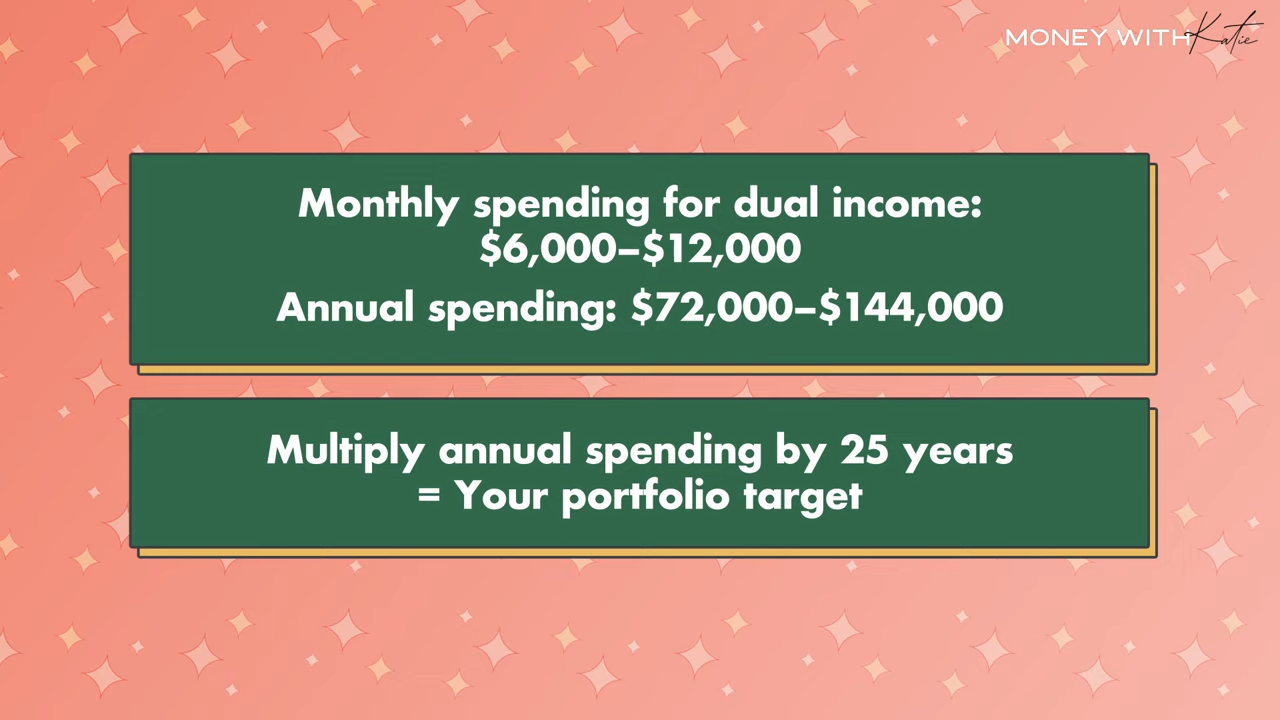 MONEY WITH Katie
Monthly spending for dual income:
$6,000–$12,000
Annual spending: $72,000–$144,000
Multiply annual spending by 25 years
= Your portfolio target